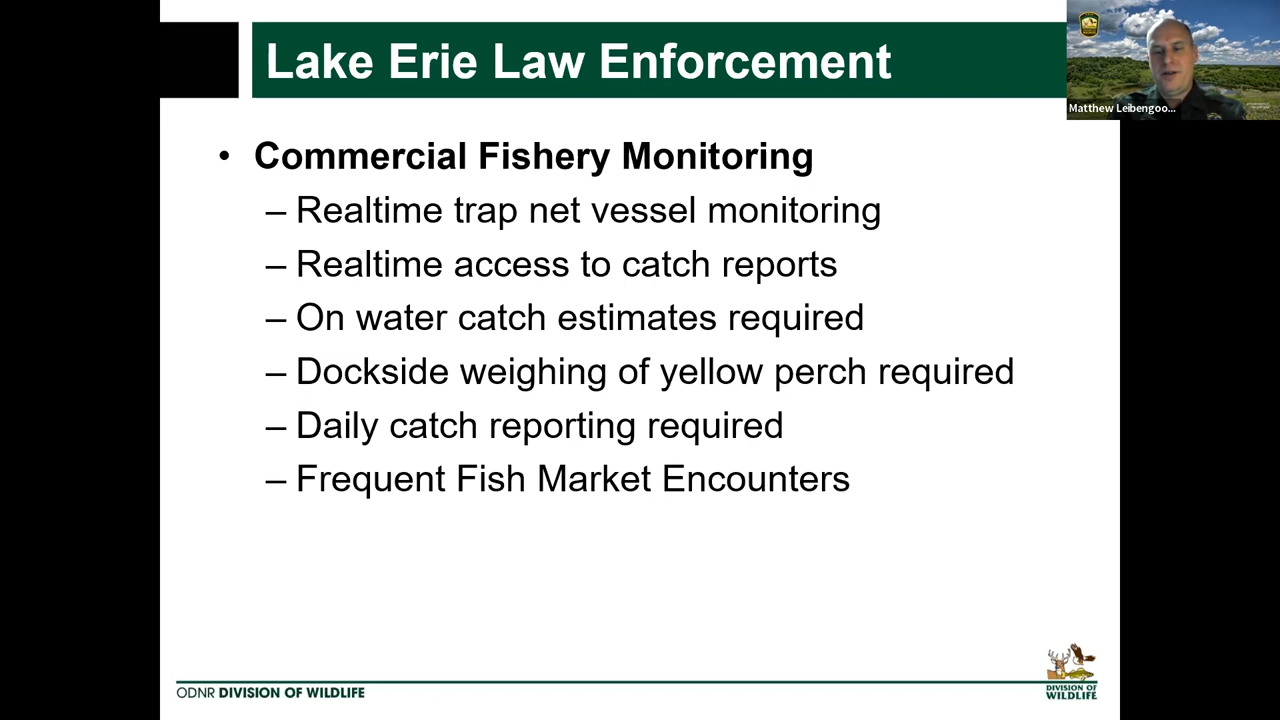 Lake Erie Law Enforcement
Matthew Leibengoo...
• Commercial Fishery Monitoring
– Realtime trap net vessel monitoring
– Realtime access to catch reports
– On water catch estimates required
– Dockside weighing of yellow perch required
– Daily catch reporting required
– Frequent Fish Market Encounters
ODNR DIVISION OF WILDLIFE
DIVISION OF
WILDLIFE